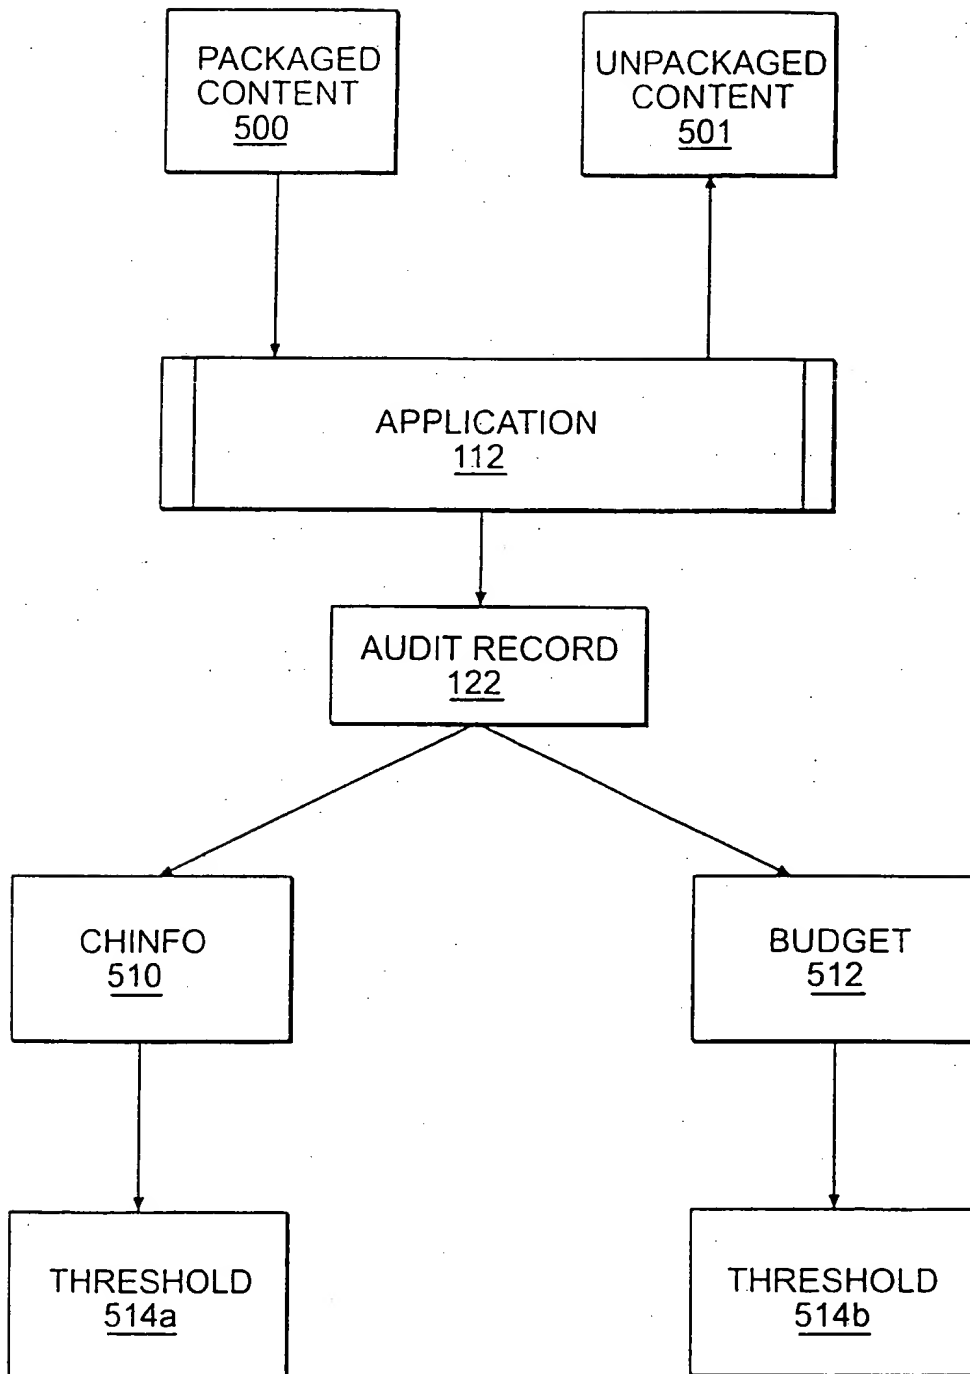 PACKAGED
CONTENT
500
UNPACKAGED
CONTENT
501
APPLICATION
112
AUDIT RECORD
122
CHINFO
510
BUDGET
512
THRESHOLD
514a
THRESHOLD
514b